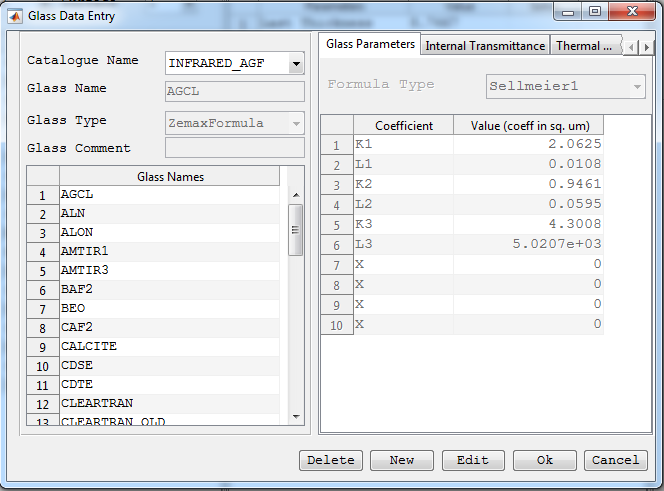 Glass Data Entry
Catalogue Name INFRARED_AGF
Glass Name AGCL
Glass Type ZemaxFormula
Glass Comment
Glass Names
1 AGCL
2 ALN
3 ALON
4 AMTIR1
5 AMTIR3
6 BAF2
7 BEO
8 CAF2
9 CALCITE
10 CDSE
11 CDTE
12 CLEARTRAN
13 CLEARTRAN_OLD
Glass Parameters Internal Transmittance Thermal ...
Formula Type Sellmeier1
Coefficient Value (coeff in sq. um)
1 K1 2.0625
2 L1 0.0108
3 K2 0.9461
4 L2 0.0595
5 K3 4.3008
6 L3 5.0207e+03
7 X 0
8 X 0
9 X 0
10 X 0
Delete New Edit Ok Cancel